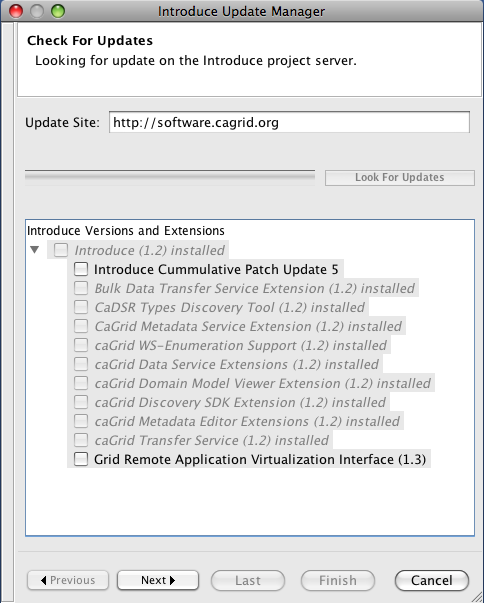 Introduce Update Manager
Check For Updates
Looking for update on the Introduce project server.
Update Site: http://software.cagrid.org
Look For Updates
Introduce Versions and Extensions
Introduce (1.2) installed
Introduce Cummulative Patch Update 5
Bulk Data Transfer Service Extension (1.2) installed
CaDSR Types Discovery Tool (1.2) installed
CaGrid Metadata Service Extension (1.2) installed
caGrid WS-Enumeration Support (1.2) installed
caGrid Data Service Extensions (1.2) installed
caGrid Domain Model Viewer Extension (1.2) installed
caGrid Discovery SDK Extension (1.2) installed
caGrid Metadata Editor Extensions (1.2) installed
caGrid Transfer Service (1.2) installed
Grid Remote Application Virtualization Interface (1.3)
Previous Next Last Finish Cancel